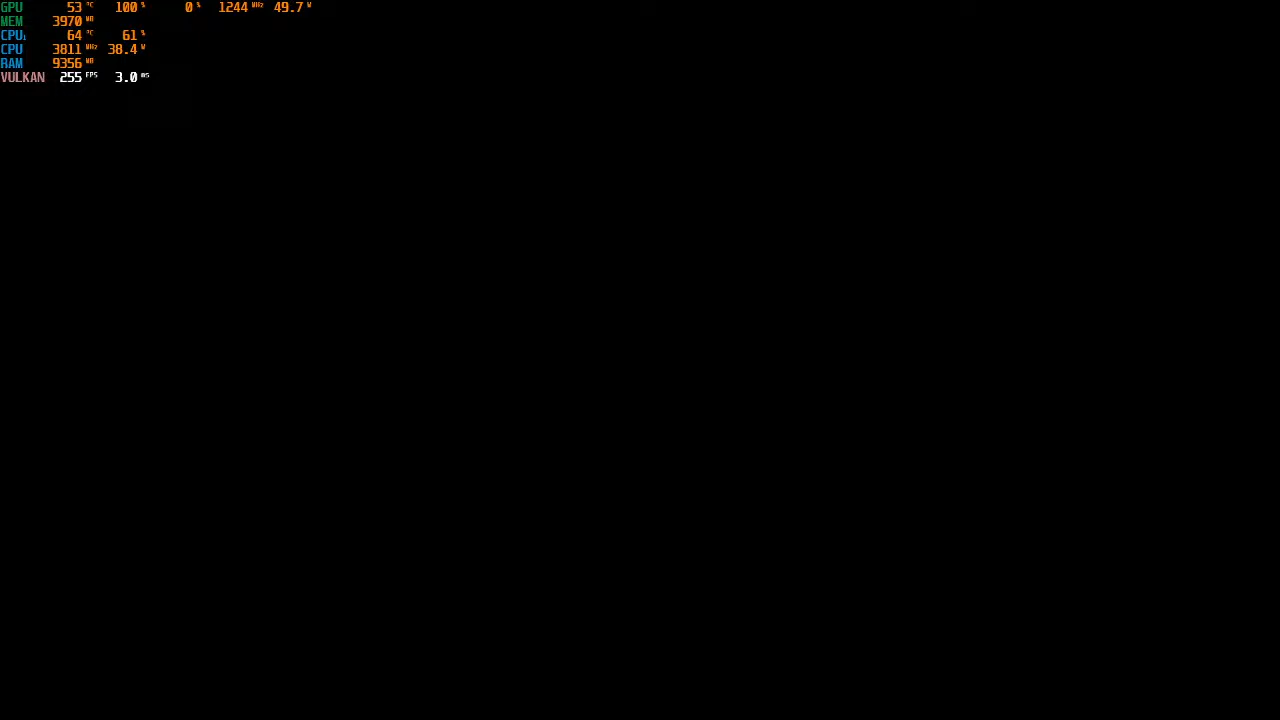 GPU 53 °C 100 % 0 % 1244 MHz 49.7 W
MEM 3970 MB
CPU 64 °C 61 %
CPU 3811 MHz 38.4 W
RAM 9356 MB
VULKAN 255 FPS 3.0 ms